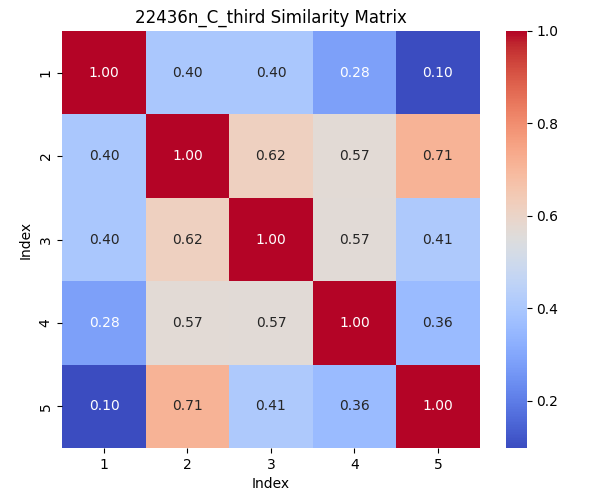 22436n_C_third Similarity Matrix
1 1.00 0.40 0.40 0.28 0.10
2 0.40 1.00 0.62 0.57 0.71
3 0.40 0.62 1.00 0.57 0.41
4 0.28 0.57 0.57 1.00 0.36
5 0.10 0.71 0.41 0.36 1.00
1 2 3 4 5
Index
Index
1.0
0.8
0.6
0.4
0.2